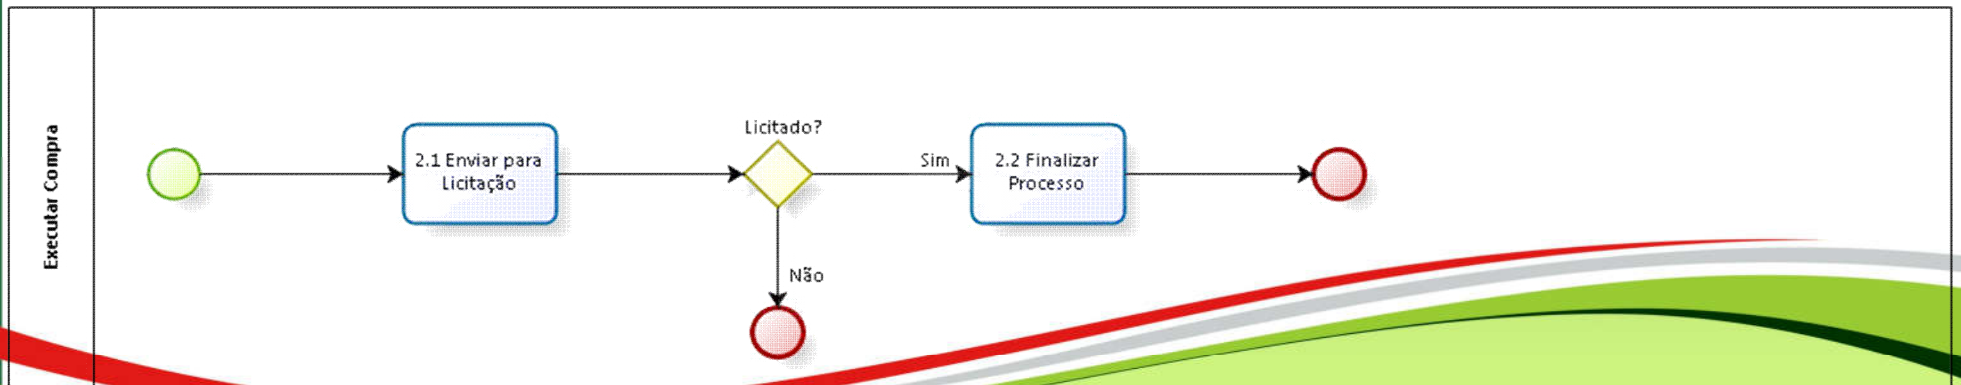 Executar Compra
2.1 Enviar para
Licitação
Licitado?
Sim
2.2 Finalizar
Processo
Não